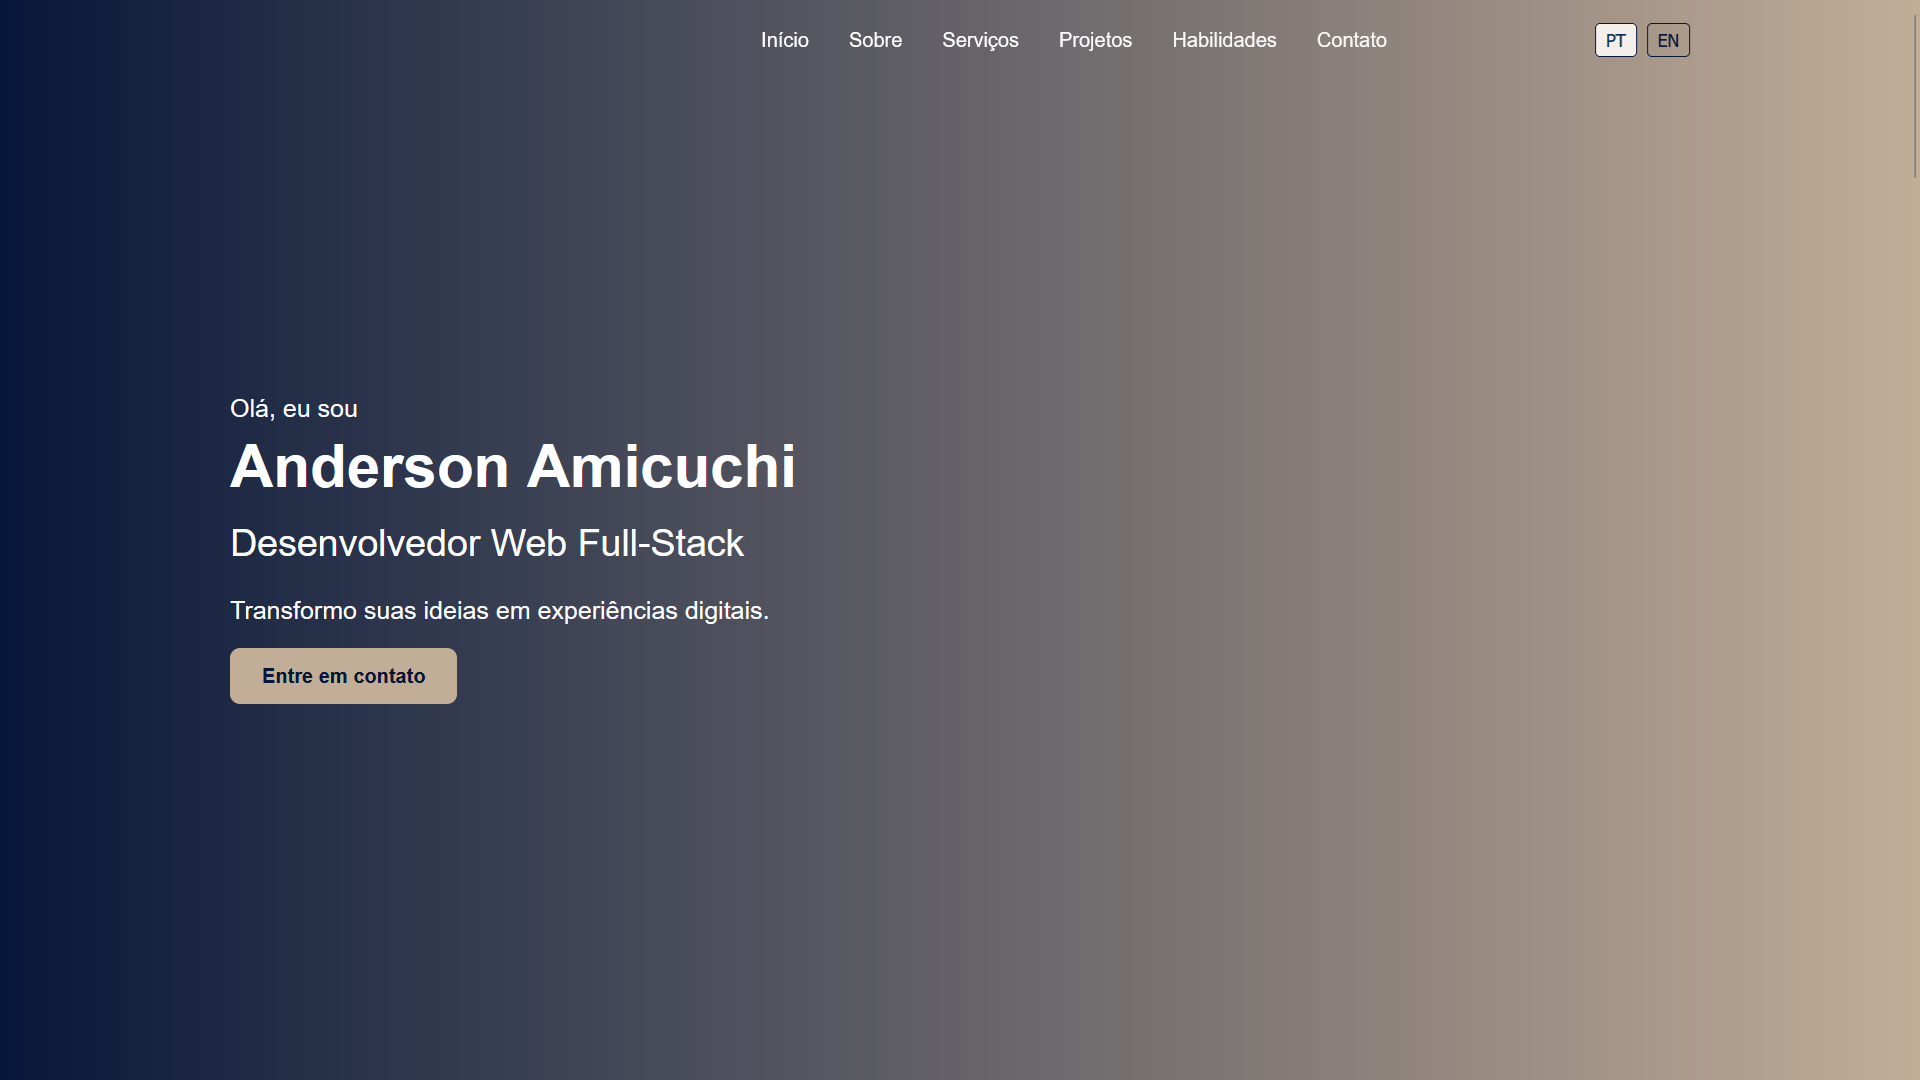 Início Sobre Serviços Projetos Habilidades Contato PT EN
Olá, eu sou
Anderson Amicuchi
Desenvolvedor Web Full-Stack
Transformo suas ideias em experiências digitais.
Entre em contato